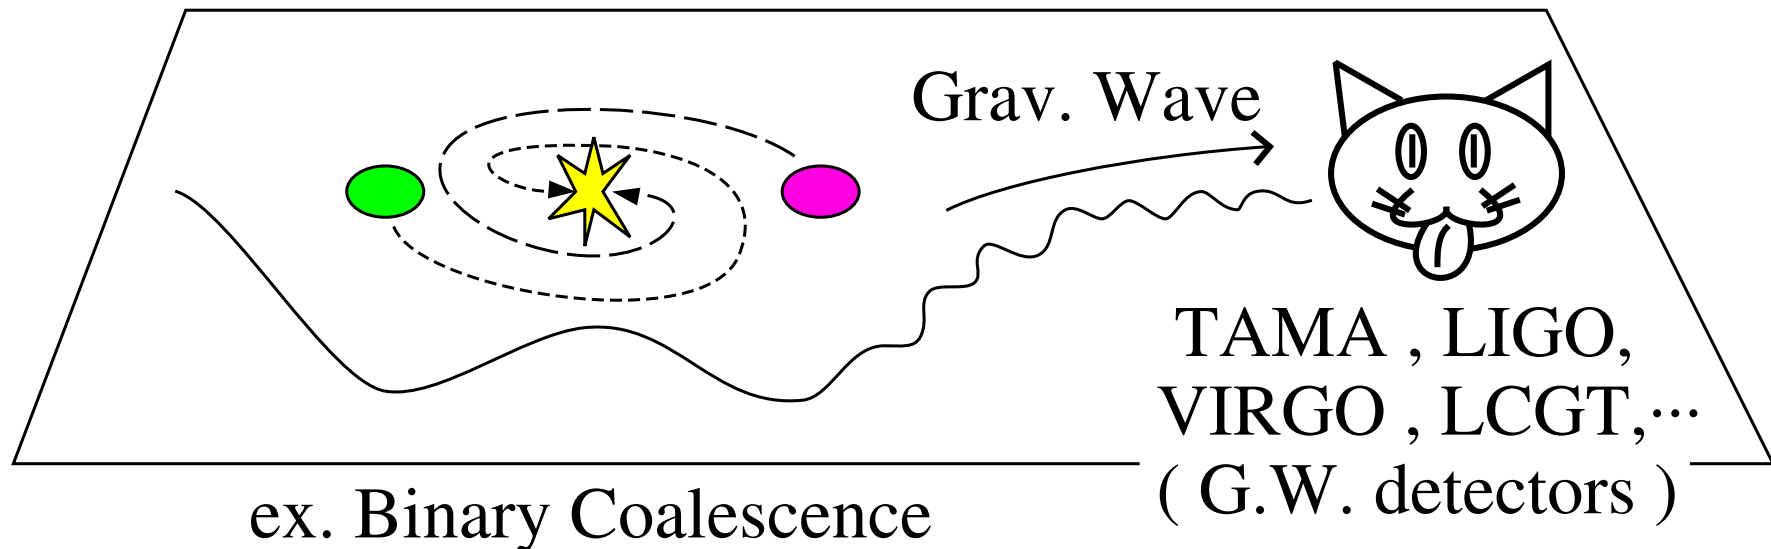 Grav. Wave
TAMA , LIGO,
VIRGO , LCGT,···
( G.W. detectors )
ex. Binary Coalescence